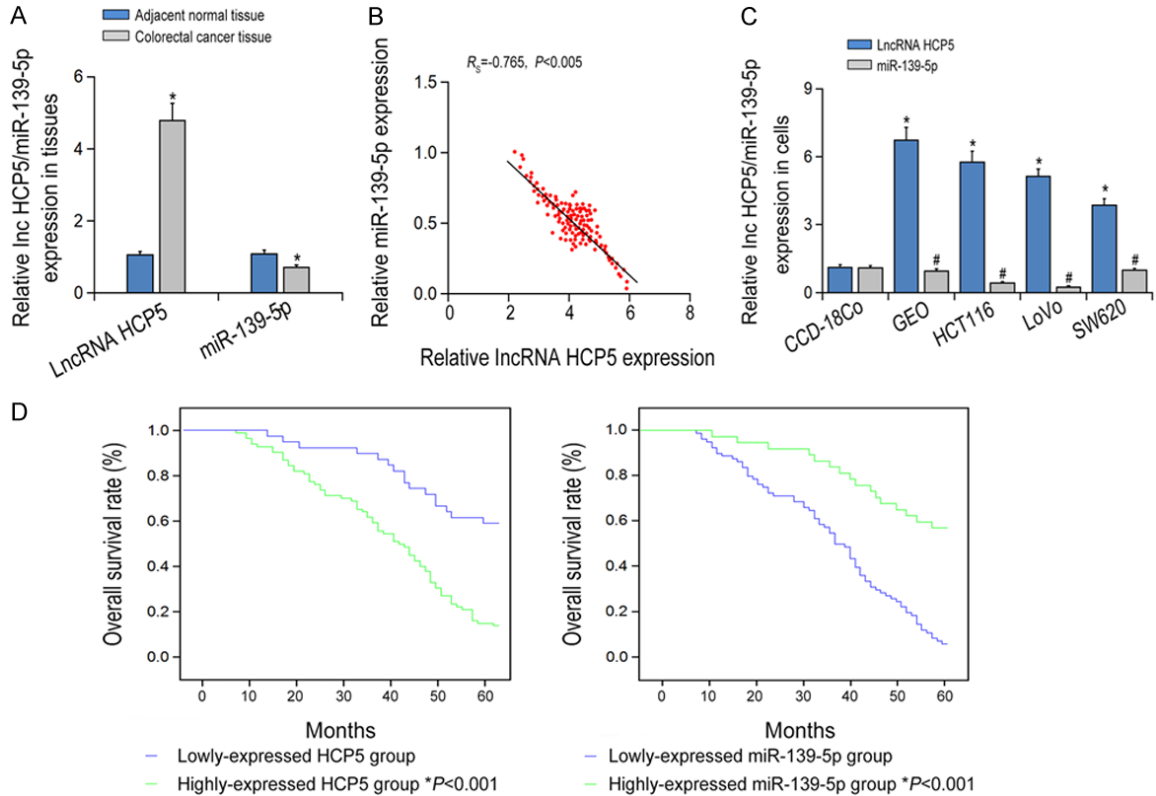 A
Adjacent normal tissue
Colorectal cancer tissue
Relative lnc HCP5/miR-139-5p
expression in tissues
6
4
2
0
*
*
LncRNA HCP5
miR-139-5p
B
Rs=-0.765, P<0.005
Relative miR-139-5p expression
1.5
1.0
0.5
0.0
0
2
4
6
8
Relative lncRNA HCP5 expression
C
LncRNA HCP5
miR-139-5p
Relative lnc HCP5/miR-139-5p
expression in cells
9
6
3
0
*
*
*
*
#
#
#
#
CCD-18Co
GEO
HCT116
LoVo
SW620
D
Overall survival rate (%)
1.0
0.8
0.6
0.4
0.2
0.0
0
10
20
30
40
50
60
Months
Lowly-expressed HCP5 group
Highly-expressed HCP5 group *P<0.001
Overall survival rate (%)
1.0
0.8
0.6
0.4
0.2
0.0
0
10
20
30
40
50
60
Months
Lowly-expressed miR-139-5p group
Highly-expressed miR-139-5p group *P<0.001